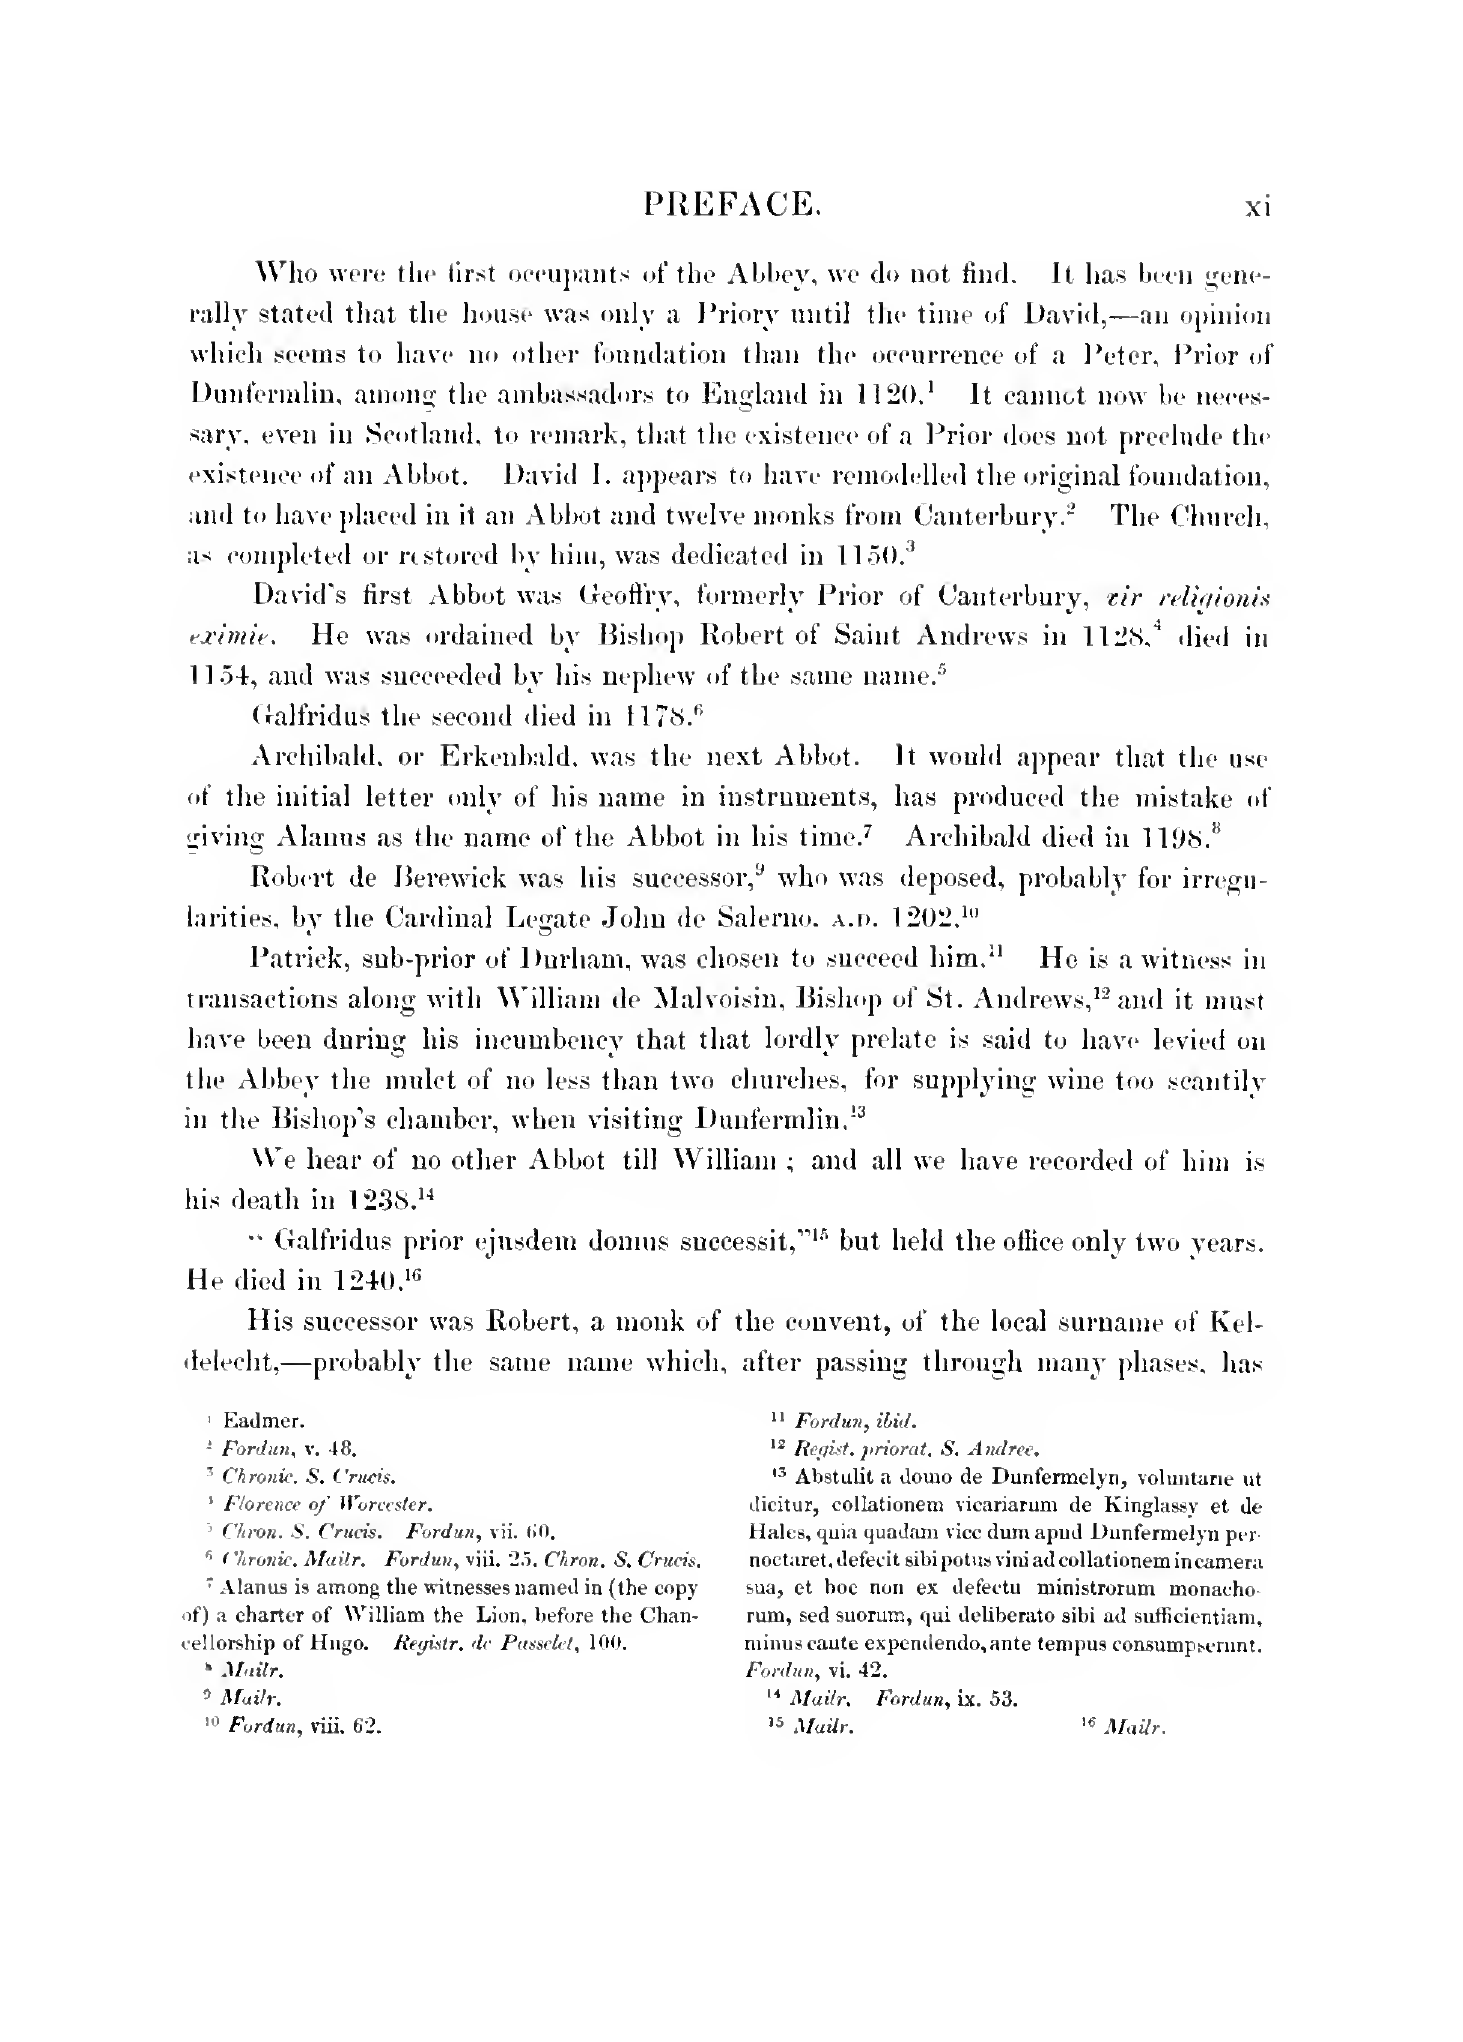 PREFACE. xi
Who were the first occupants of the Abbey, we do not find. It has been gene-
rally stated that the house was only a Priory until the time of David,—an opinion
which seems to have no other foundation than the occurrence of a Peter, Prior of
Dunfermlin, among the ambassadors to England in 1120.¹ It cannot now be neces-
sary, even in Scotland, to remark, that the existence of a Prior does not preclude the
existence of an Abbot. David I. appears to have remodelled the original foundation,
and to have placed in it an Abbot and twelve monks from Canterbury.² The Church,
as completed or restored by him, was dedicated in 1150.³
David's first Abbot was Geoffry, formerly Prior of Canterbury, vir religionis
eximie. He was ordained by Bishop Robert of Saint Andrews in 1128,⁴ died in
1154, and was succeeded by his nephew of the same name.⁵
Galfridus the second died in 1178.⁶
Archibald, or Erkenbald, was the next Abbot. It would appear that the use
of the initial letter only of his name in instruments, has produced the mistake of
giving Alanus as the name of the Abbot in his time.⁷ Archibald died in 1198.⁸
Robert de Berewick was his successor,⁹ who was deposed, probably for irregu-
larities, by the Cardinal Legate John de Salerno, A.D. 1202.¹⁰
Patrick, sub-prior of Durham, was chosen to succeed him.¹¹ He is a witness in
transactions along with William de Malvoisin, Bishop of St. Andrews,¹² and it must
have been during his incumbency that that lordly prelate is said to have levied on
the Abbey the mulct of no less than two churches, for supplying wine too scantily
in the Bishop's chamber, when visiting Dunfermlin.¹³
We hear of no other Abbot till William ; and all we have recorded of him is
his death in 1238.¹⁴
“ Galfridus prior ejusdem domus successit,”¹⁵ but held the office only two years.
He died in 1240.¹⁶
His successor was Robert, a monk of the convent, of the local surname of Kel-
delecht,—probably the same name which, after passing through many phases, has
¹ Eadmer.
² Fordun, v. 48.
³ Chronic. S. Crucis.
⁴ Florence of Worcester.
⁵ Chron. S. Crucis. Fordun, vii. 60.
⁶ Chronic. Mailr. Fordun, viii. 25. Chron. S. Crucis.
⁷ Alanus is among the witnesses named in (the copy
of) a charter of William the Lion, before the Chan-
cellorship of Hugo. Registr. de Passelet, 100.
⁸ Mailr.
⁹ Mailr.
¹⁰ Fordun, viii. 62.
¹¹ Fordun, ibid.
¹² Regist. priorat. S. Andree.
¹³ Abstulit a domo de Dunfermelyn, voluntarie ut
dicitur, collationem vicariarum de Kinglassy et de
Hales, quia quadam vice dum apud Dunfermelyn per-
noctaret, defecit sibi potus vini ad collationem in camera
sua, et hoc non ex defectu ministrorum monacho-
rum, sed suorum, qui deliberato sibi ad sufficientiam,
minus caute expendendo, ante tempus consumpserunt.
Fordun, vi. 42.
¹⁴ Mailr. Fordun, ix. 53.
¹⁵ Mailr. ¹⁶ Mailr.